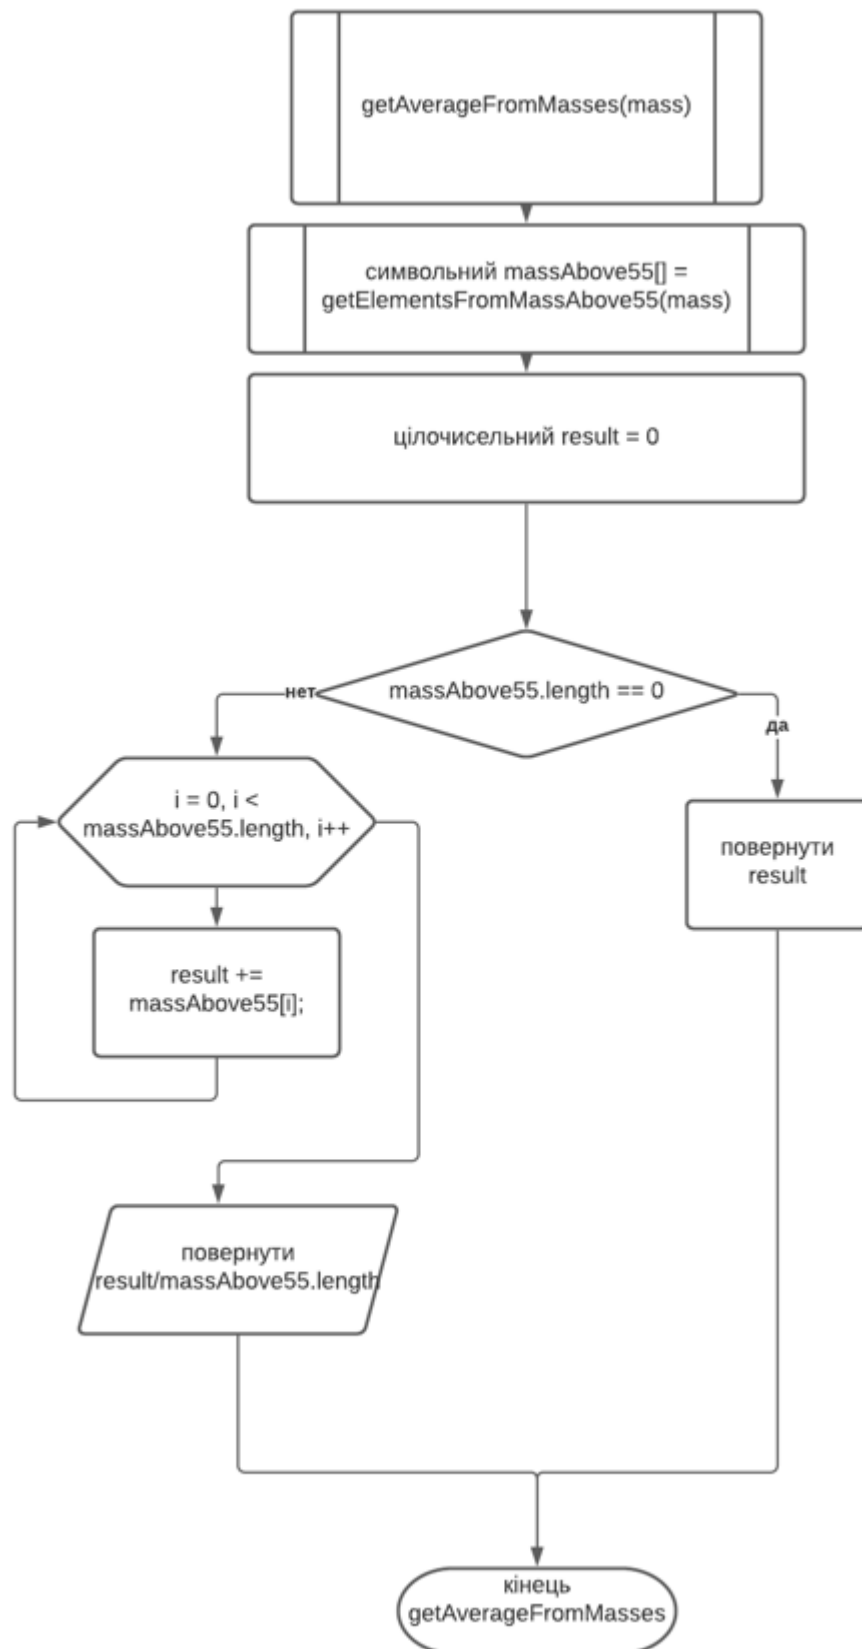 getAverageFromMasses(mass)
символьний massAbove55[] =
getElementsFromMassAbove55(mass)
цілочисельний result = 0
massAbove55.length == 0
нет
да
i = 0, i <
massAbove55.length, i++
повернути
result
result +=
massAbove55[i];
повернути
result/massAbove55.length
кінець
getAverageFromMasses